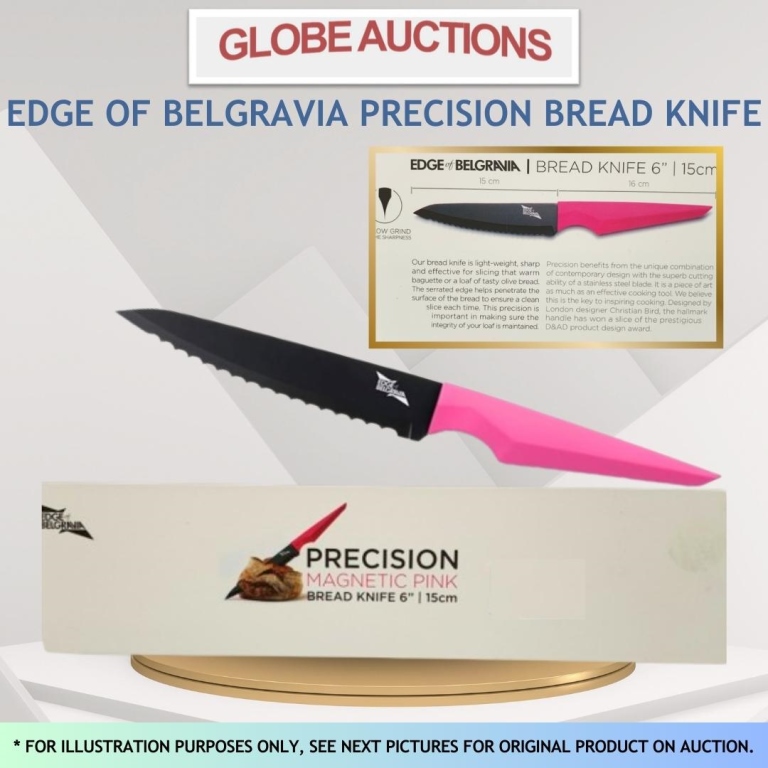 GLOBE AUCTIONS
EDGE OF BELGRAVIA PRECISION BREAD KNIFE
EDGE of BELGRAVIA | BREAD KNIFE 6” | 15cm
15 cm
16 cm
OW GRIND
SHARPNESS
Our bread knife is light-weight, sharp
and effective for slicing that warm
baguette or a loaf of tasty olive bread.
The serrated edge helps penetrate the
surface of the bread to ensure a clean
slice each time. This precision is
important in making sure the
integrity of your loaf is maintained.
Precision benefits from the unique combination
of contemporary design with the superb cutting
ability of a stainless steel blade. It is a piece of art
as much as an effective cooking tool. We believe
this is the key to inspiring cooking. Designed by
London designer Christian Bird, the hallmark
handle has won a slice of the prestigious
D&AD product design award.
EDGE of
BELGRAVIA
EDGE of
BELGRAVIA
PRECISION
MAGNETIC PINK
BREAD KNIFE 6” | 15cm
* FOR ILLUSTRATION PURPOSES ONLY, SEE NEXT PICTURES FOR ORIGINAL PRODUCT ON AUCTION.